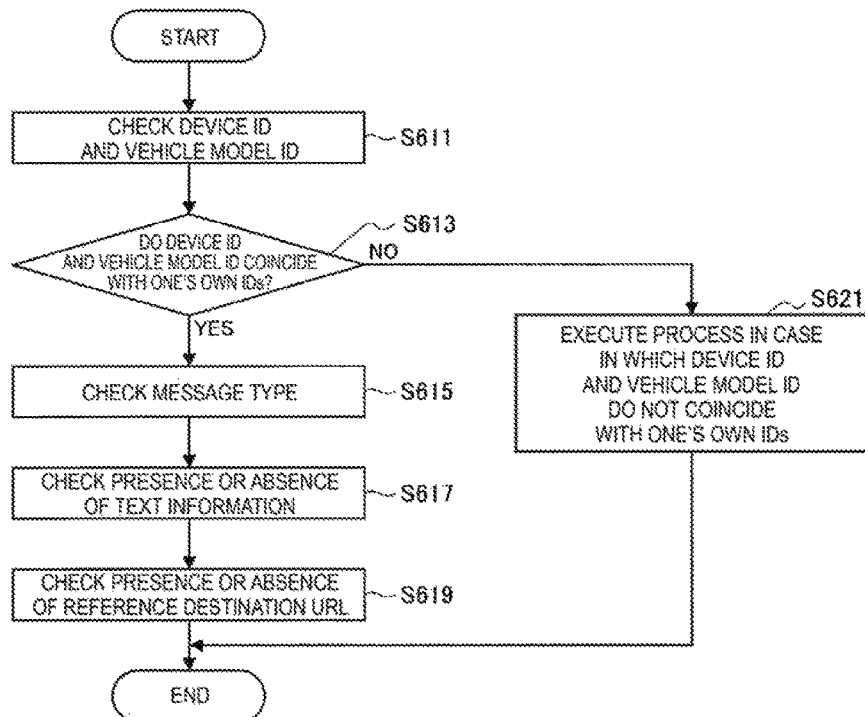 START
CHECK DEVICE ID
AND VEHICLE MODEL ID
S611
S613
DO DEVICE ID
AND VEHICLE MODEL ID COINCIDE
WITH ONE'S OWN IDs?
NO
YES
S621
EXECUTE PROCESS IN CASE
IN WHICH DEVICE ID
AND VEHICLE MODEL ID
DO NOT COINCIDE
WITH ONE'S OWN IDs
CHECK MESSAGE TYPE
S615
CHECK PRESENCE OR ABSENCE
OF TEXT INFORMATION
S617
CHECK PRESENCE OR ABSENCE
OF REFERENCE DESTINATION URL
S619
END